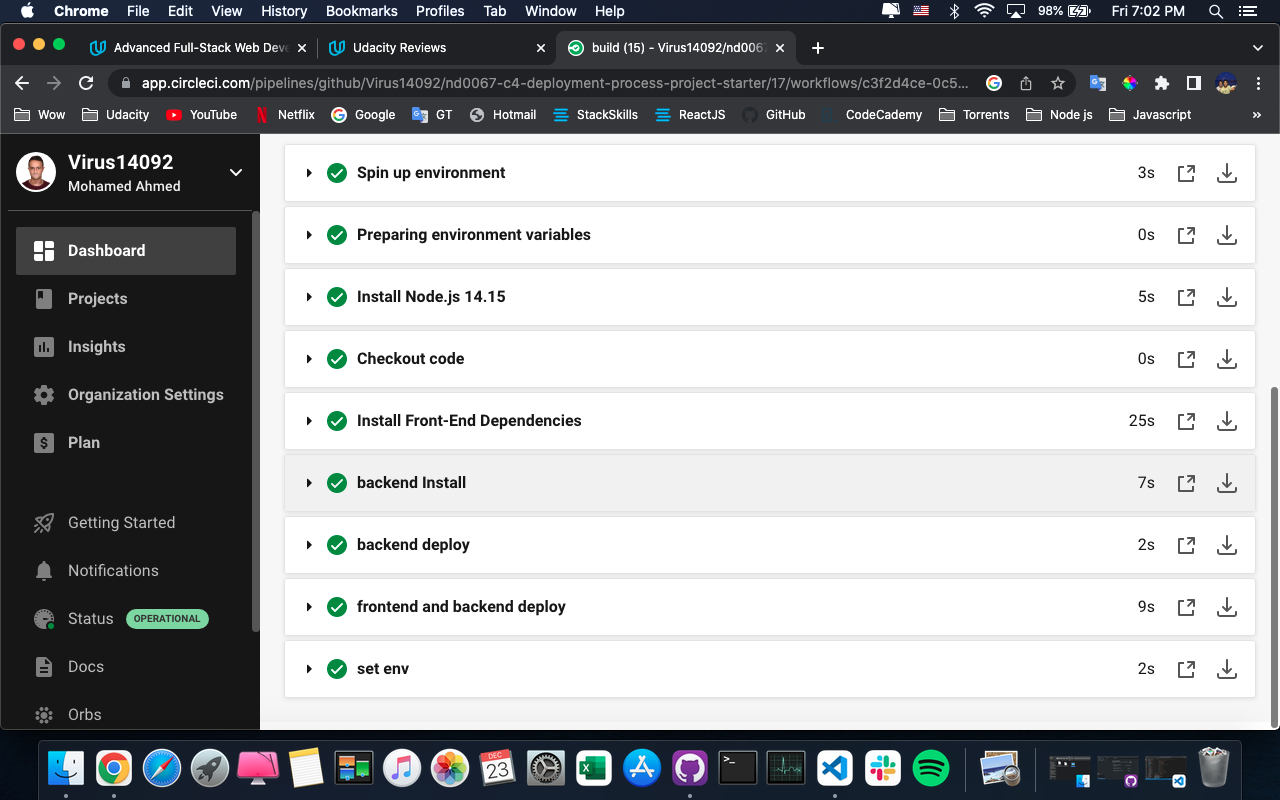 Chrome File Edit View History Bookmarks Profiles Tab Window Help 98% Fri 7:02 PM
Advanced Full-Stack Web Deve
Udacity Reviews
build (15) - Virus14092/nd0067
app.circleci.com/pipelines/github/Virus14092/nd0067-c4-deployment-process-project-starter/17/workflows/c3f2d4ce-0c5...
Wow Udacity YouTube Netflix Google GT Hotmail StackSkills ReactJS GitHub CodeCademy Torrents Node js Javascript »
Virus14092
Mohamed Ahmed
Dashboard
Projects
Insights
Organization Settings
Plan
Getting Started
Notifications
Status OPERATIONAL
Docs
Orbs
Spin up environment 3s
Preparing environment variables 0s
Install Node.js 14.15 5s
Checkout code 0s
Install Front-End Dependencies 25s
backend Install 7s
backend deploy 2s
frontend and backend deploy 9s
set env 2s
DEC
23